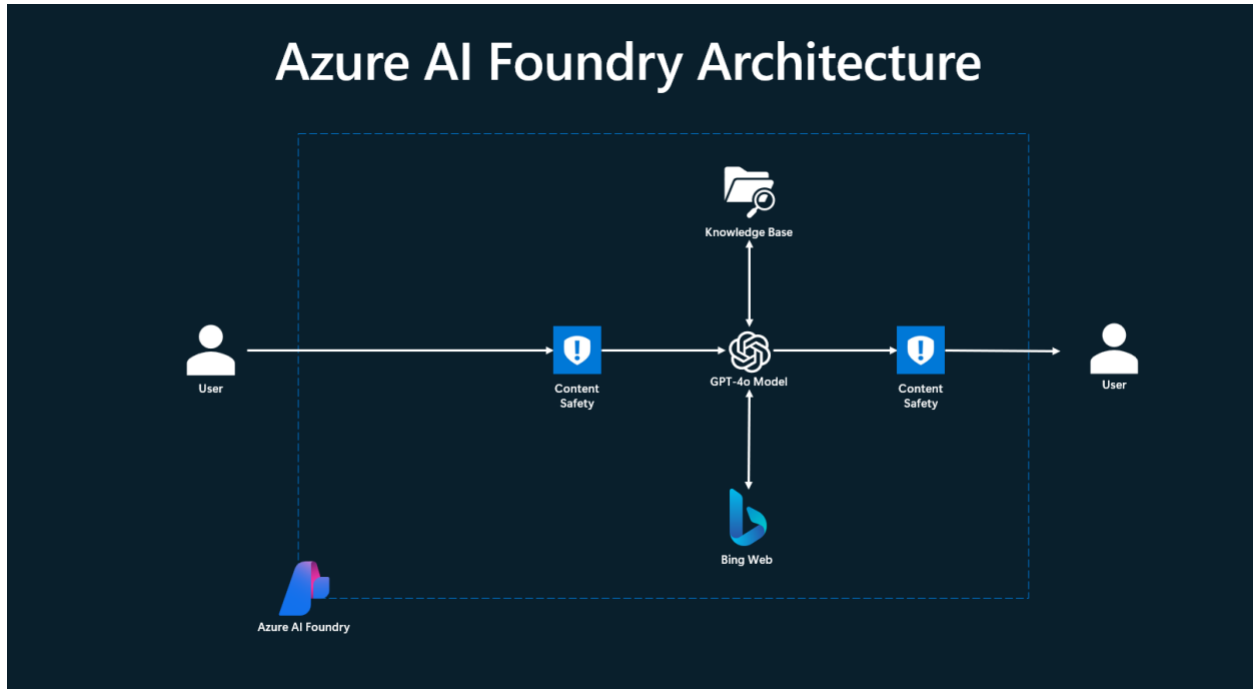 Azure AI Foundry Architecture
Knowledge Base
User
Content
Safety
GPT-4o Model
Content
Safety
User
Bing Web
Azure AI Foundry